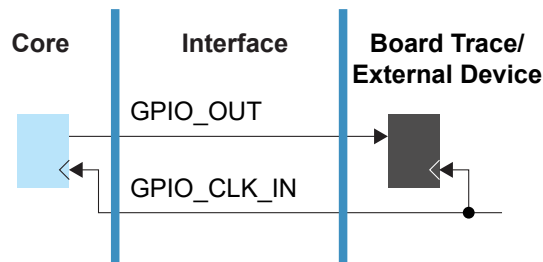 Core
Interface
Board Trace/
External Device
GPIO_OUT
GPIO_CLK_IN